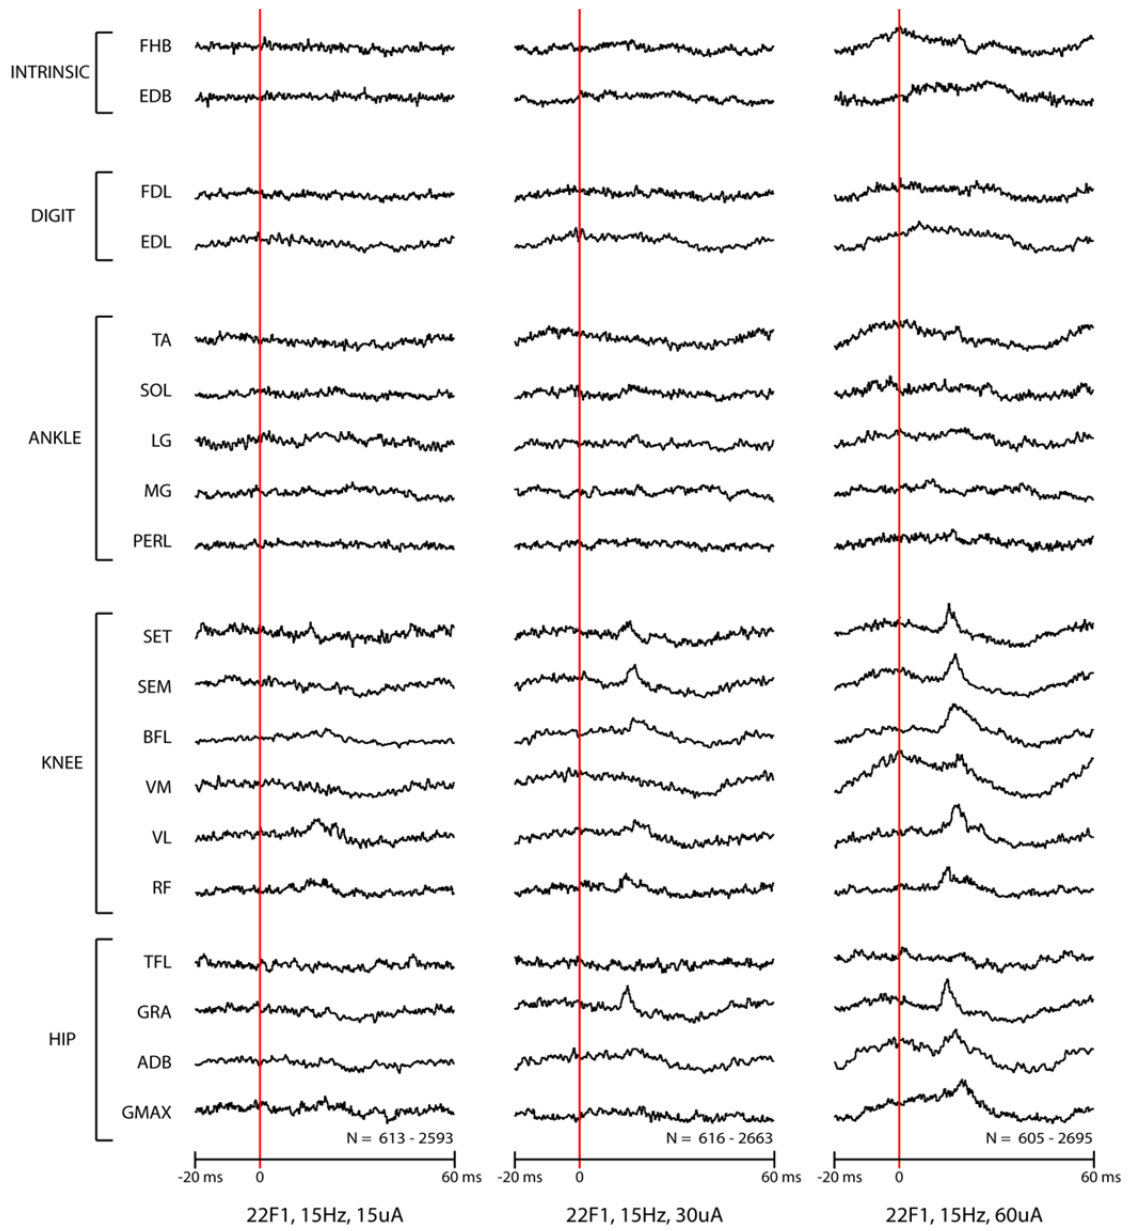 INTRINSIC
FHB
EDB
DIGIT
FDL
EDL
ANKLE
TA
SOL
LG
MG
PERL
KNEE
SET
SEM
BFL
VM
VL
RF
HIP
TFL
GRA
ADB
GMAX
N = 613 - 2593 N = 616 - 2663 N = 605 - 2695
-20 ms 0 60 ms -20 ms 0 60 ms -20 ms 0 60 ms
22F1, 15Hz, 15uA 22F1, 15Hz, 30uA 22F1, 15Hz, 60uA